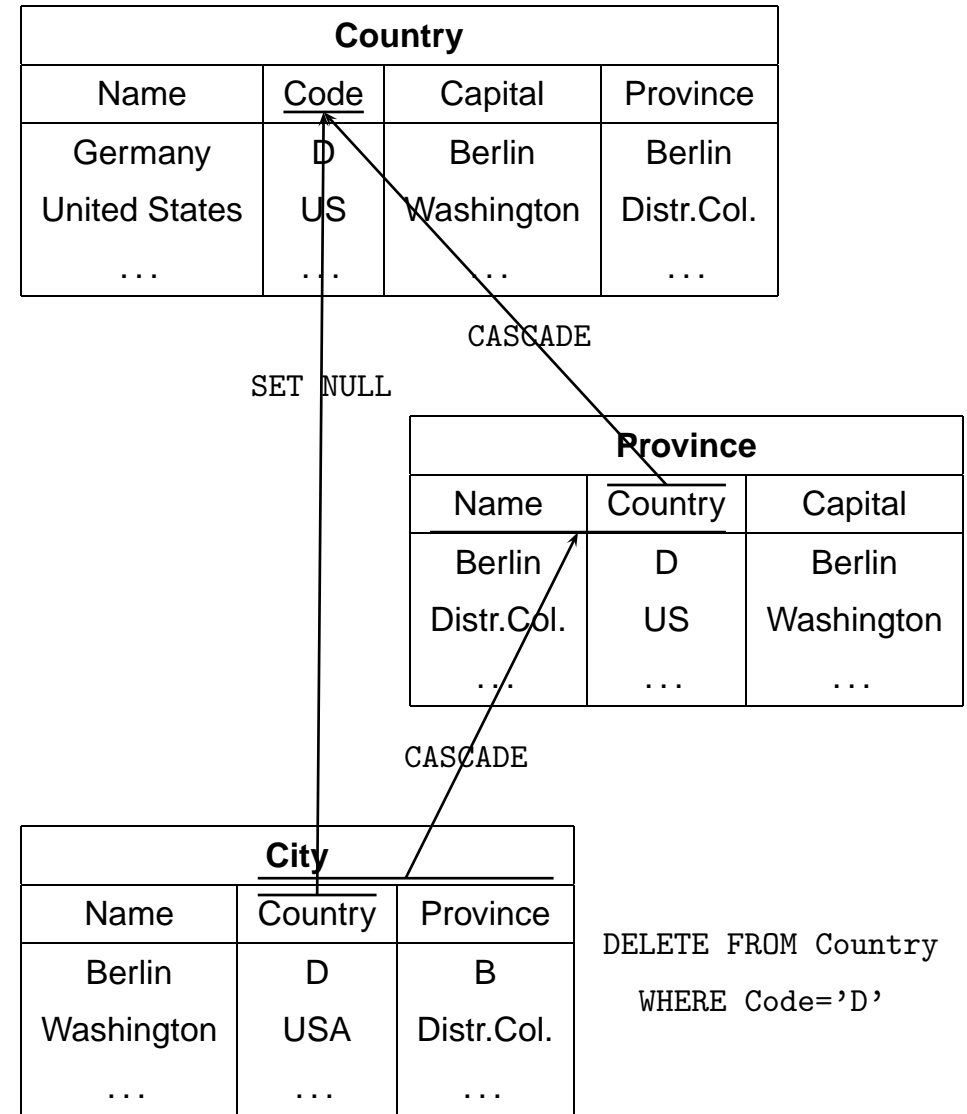 Country
Name Code Capital Province
Germany D Berlin Berlin
United States US Washington Distr.Col.
... ... ... ...
CASCADE
SET NULL
Province
Name Country Capital
Berlin D Berlin
Distr.Col. US Washington
... ... ...
CASCADE
City
Name Country Province
Berlin D B
Washington USA Distr.Col.
... ... ...
DELETE FROM Country
WHERE Code=’D’